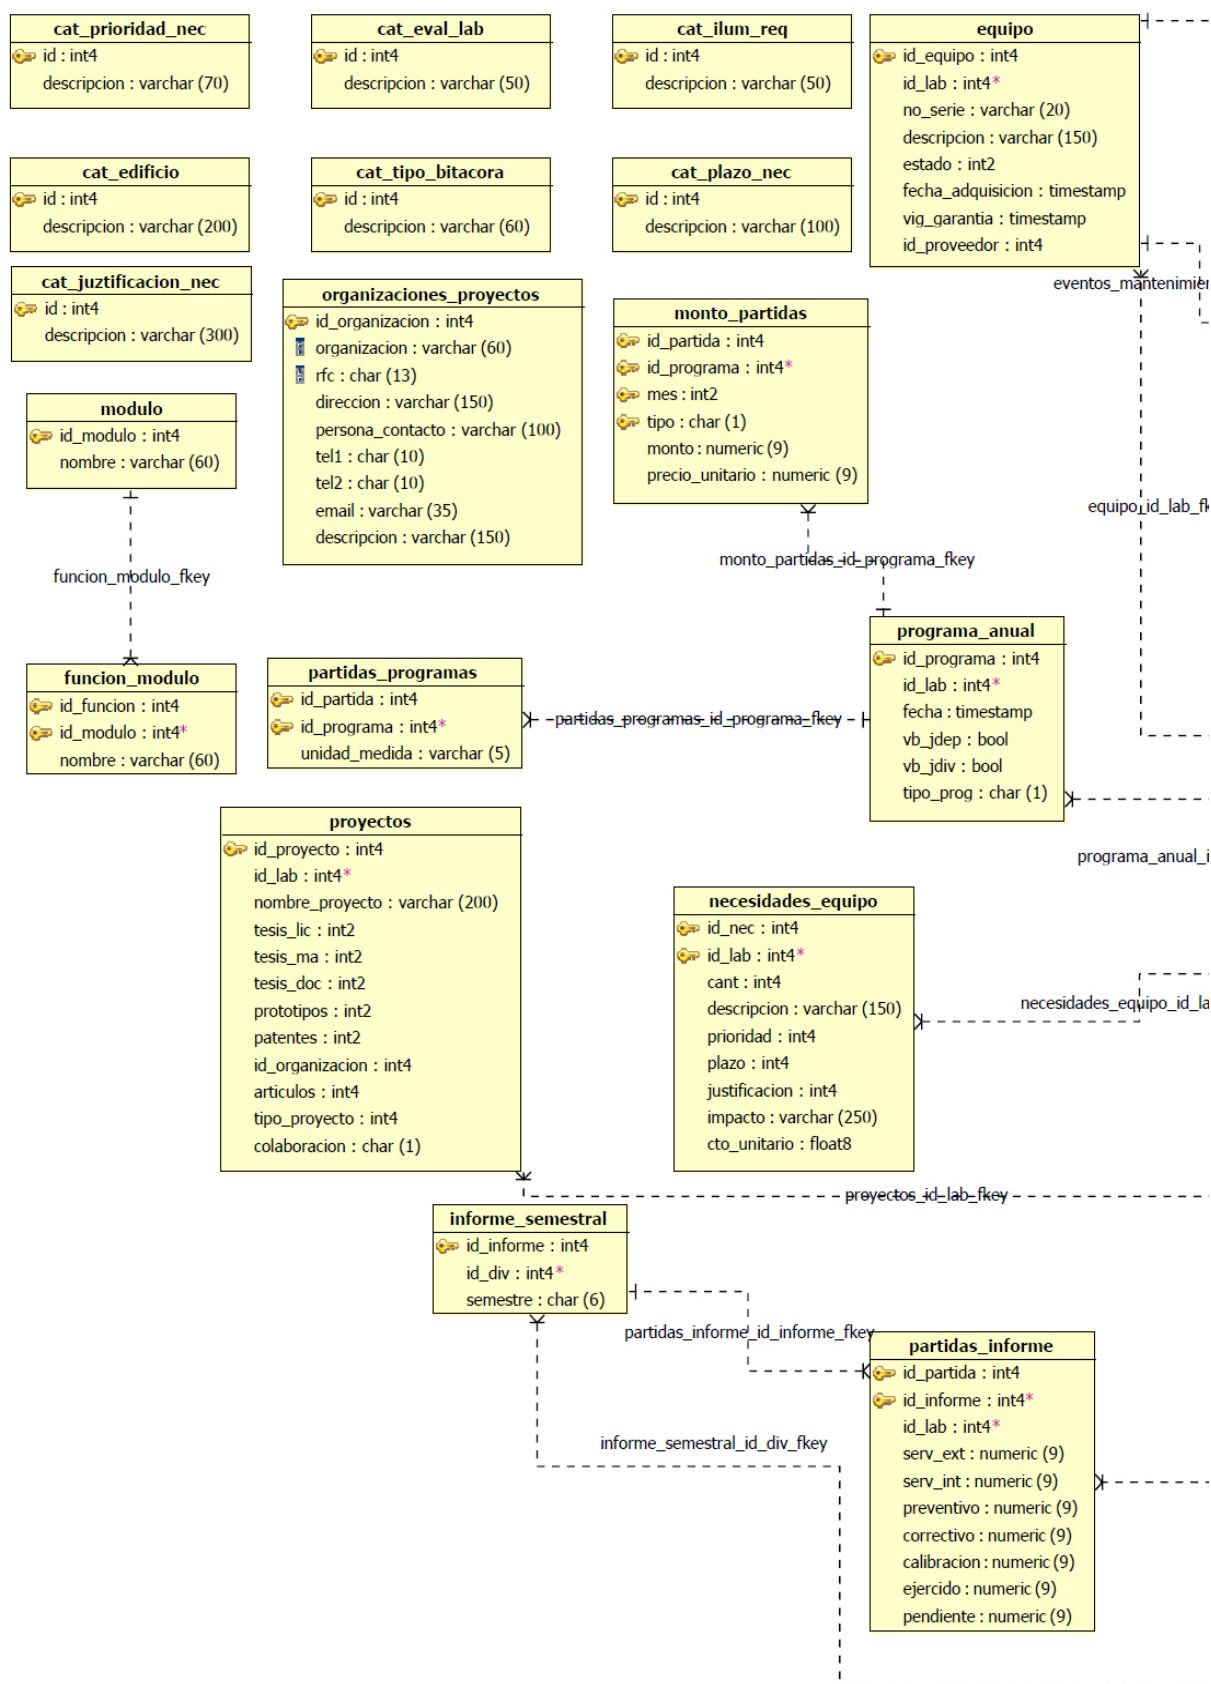 cat_prioridad_nec
id : int4
descripcion : varchar (70)
cat_eval_lab
id : int4
descripcion : varchar (50)
cat_ilum_req
id : int4
descripcion : varchar (50)
equipo
id_equipo : int4
id_lab : int4*
no_serie : varchar (20)
descripcion : varchar (150)
estado : int2
fecha_adquisicion : timestamp
vig_garantia : timestamp
id_proveedor : int4
cat_edificio
id : int4
descripcion : varchar (200)
cat_tipo_bitacora
id : int4
descripcion : varchar (60)
cat_plazo_nec
id : int4
descripcion : varchar (100)
cat_juztificacion_nec
id : int4
descripcion : varchar (300)
organizaciones_proyectos
id_organizacion : int4
organizacion : varchar (60)
rfc : char (13)
direccion : varchar (150)
persona_contacto : varchar (100)
tel1 : char (10)
tel2 : char (10)
email : varchar (35)
descripcion : varchar (150)
monto_partidas
id_partida : int4
id_programa : int4*
mes : int2
tipo : char (1)
monto : numeric (9)
precio_unitario : numeric (9)
eventos_mantenimie
modulo
id_modulo : int4
nombre : varchar (60)
equipo_id_lab_fk
monto_partidas_id_programa_fkey
funcion_modulo_fkey
programa_anual
id_programa : int4
id_lab : int4*
fecha : timestamp
vb_jdep : bool
vb_jdiv : bool
tipo_prog : char (1)
funcion_modulo
id_funcion : int4
id_modulo : int4*
nombre : varchar (60)
partidas_programas
id_partida : int4
id_programa : int4*
unidad_medida : varchar (5)
partidas_programas_id_programa_fkey
proyectos
id_proyecto : int4
id_lab : int4*
nombre_proyecto : varchar (200)
tesis_lic : int2
tesis_ma : int2
tesis_doc : int2
prototipos : int2
patentes : int2
id_organizacion : int4
articulos : int4
tipo_proyecto : int4
colaboracion : char (1)
programa_anual_i
necesidades_equipo
id_nec : int4
id_lab : int4*
cant : int4
descripcion : varchar (150)
prioridad : int4
plazo : int4
justificacion : int4
impacto : varchar (250)
cto_unitario : float8
necesidades_equipo_id_la
proyectos_id_lab_fkey
informe_semestral
id_informe : int4
id_div : int4*
semestre : char (6)
partidas_informe_id_informe_fkey
partidas_informe
id_partida : int4
id_informe : int4*
id_lab : int4*
serv_ext : numeric (9)
serv_int : numeric (9)
preventivo : numeric (9)
correctivo : numeric (9)
calibracion : numeric (9)
ejercido : numeric (9)
pendiente : numeric (9)
informe_semestral_id_div_fkey